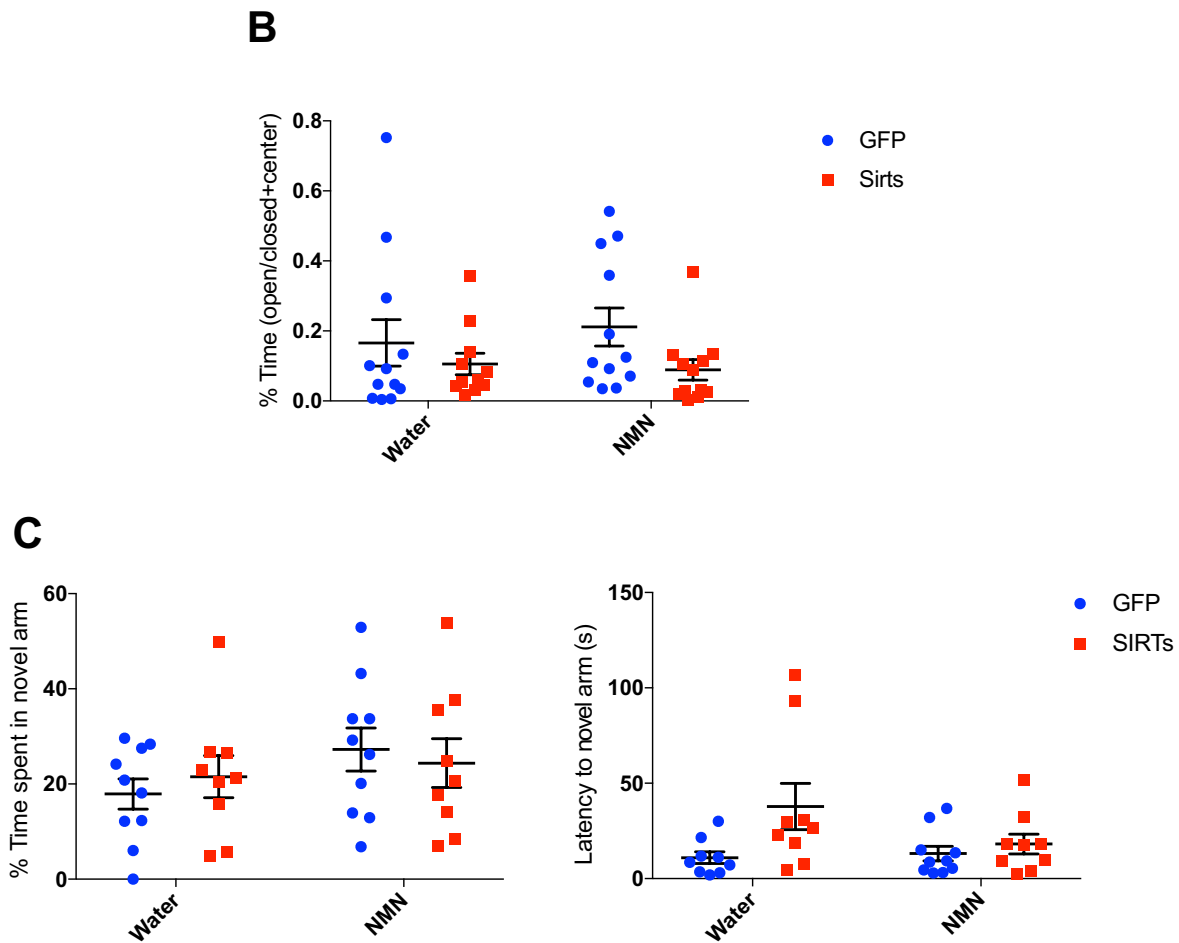 B
% Time (open/closed+center)
0.8
0.6
0.4
0.2
0.0
Water
NMN
GFP
Sirts
C
% Time spent in novel arm
60
40
20
0
Water
NMN
Latency to novel arm (s)
150
100
50
0
Water
NMN
GFP
SIRTs